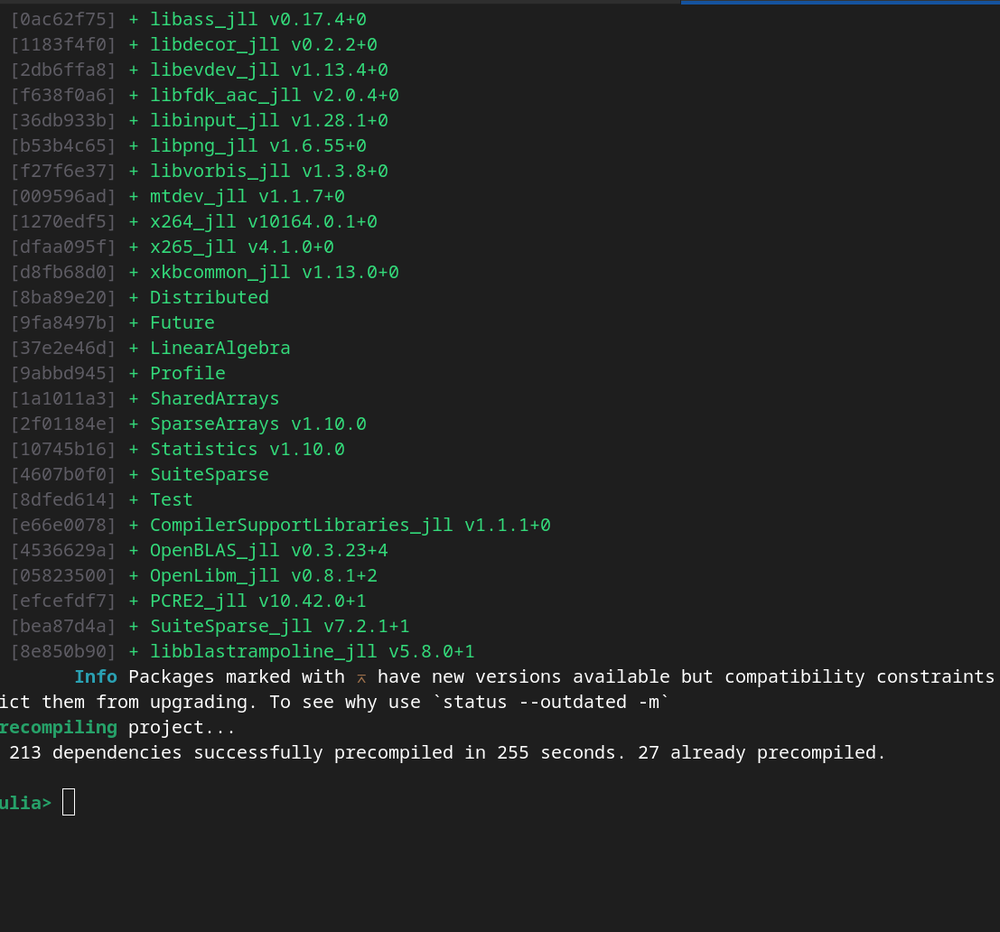 [0ac62f75] + libass_jll v0.17.4+0
[1183f4f0] + libdecor_jll v0.2.2+0
[2db6ffa8] + libevdev_jll v1.13.4+0
[f638f0a6] + libfdk_aac_jll v2.0.4+0
[36db933b] + libinput_jll v1.28.1+0
[b53b4c65] + libpng_jll v1.6.55+0
[f27f6e37] + libvorbis_jll v1.3.8+0
[009596ad] + mtdev_jll v1.1.7+0
[1270edf5] + x264_jll v10164.0.1+0
[dfaa095f] + x265_jll v4.1.0+0
[d8fb68d0] + xkbcommon_jll v1.13.0+0
[8ba89e20] + Distributed
[9fa8497b] + Future
[37e2e46d] + LinearAlgebra
[9abbd945] + Profile
[1a1011a3] + SharedArrays
[2f01184e] + SparseArrays v1.10.0
[10745b16] + Statistics v1.10.0
[4607b0f0] + SuiteSparse
[8dfed614] + Test
[e66e0078] + CompilerSupportLibraries_jll v1.1.1+0
[4536629a] + OpenBLAS_jll v0.3.23+4
[05823500] + OpenLibm_jll v0.8.1+2
[efcefdf7] + PCRE2_jll v10.42.0+1
[bea87d4a] + SuiteSparse_jll v7.2.1+1
[8e850b90] + libblastrampoline_jll v5.8.0+1
Info Packages marked with ⌅ have new versions available but compatibility constraints
ict them from upgrading. To see why use `status --outdated -m`
recompiling project...
213 dependencies successfully precompiled in 255 seconds. 27 already precompiled.
ulia>